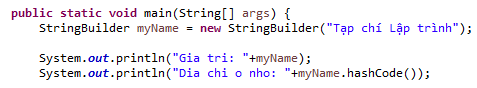 public static void main(String[] args) {
StringBuilder myName = new StringBuilder("Tạp chí Lập trình");
System.out.println("Gia tri: "+myName);
System.out.println("Dia chi o nho: "+myName.hashCode());